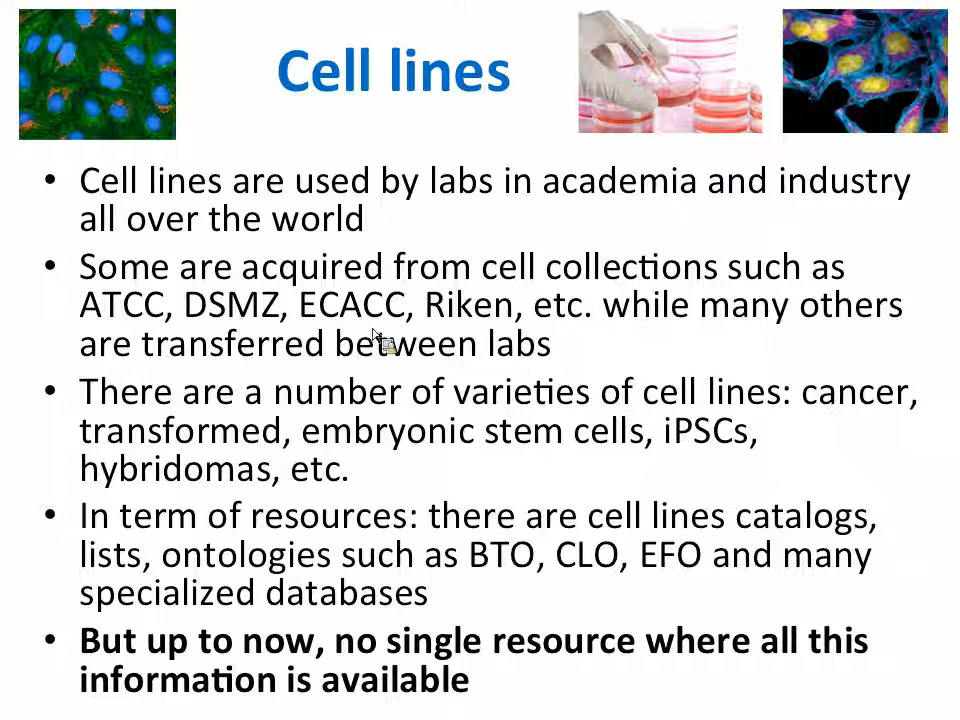 Cell lines
• Cell lines are used by labs in academia and industry
all over the world
• Some are acquired from cell collections such as
ATCC, DSMZ, ECACC, Riken, etc. while many others
are transferred between labs
• There are a number of varieties of cell lines: cancer,
transformed, embryonic stem cells, iPSCs,
hybridomas, etc.
• In term of resources: there are cell lines catalogs,
lists, ontologies such as BTO, CLO, EFO and many
specialized databases
• But up to now, no single resource where all this
information is available